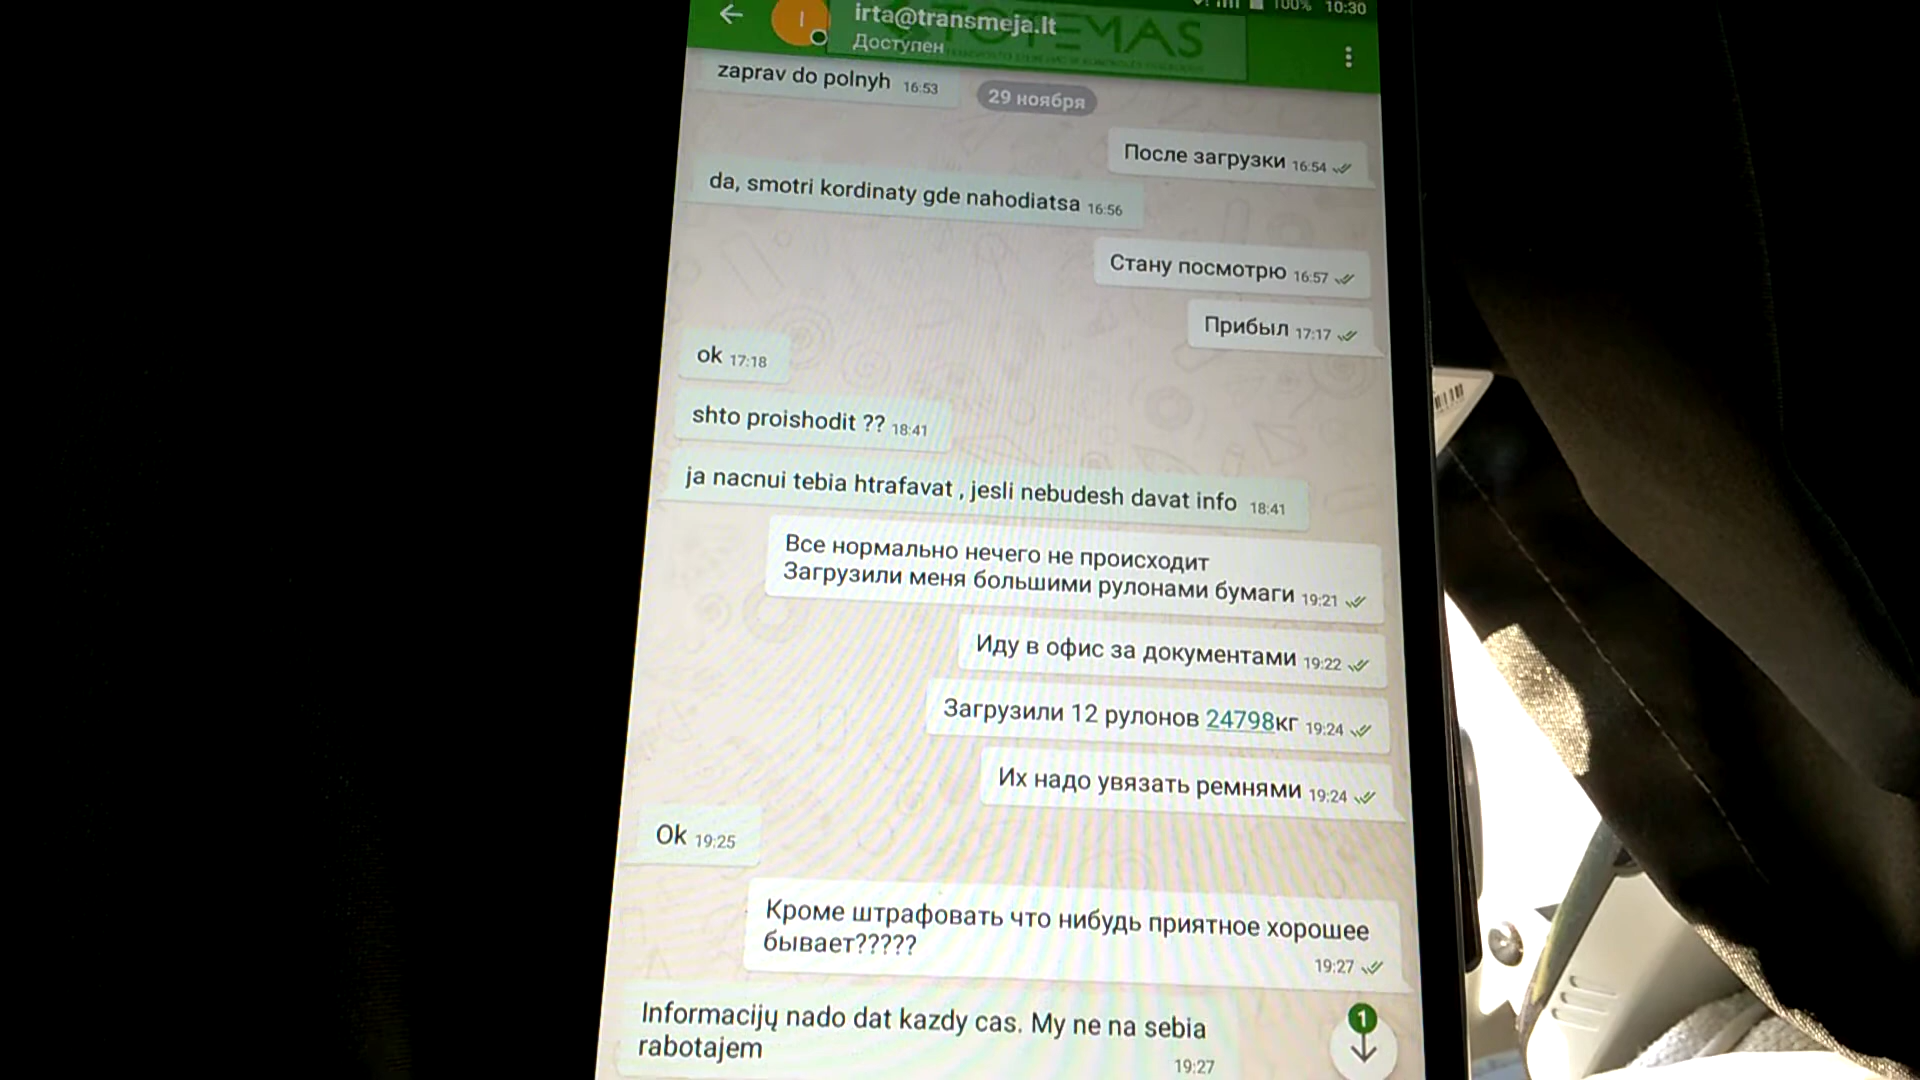 100% 10:30
I
irta@transmeja.lt
Доступен
TOTEMAS
zaprav do polnyh 16:53
29 ноября
После загрузки 16:54
da, smotri kordinaty gde nahodiatsa 16:56
Стану посмотрю 16:57
Прибыл 17:17
ok 17:18
shto proishodit ?? 18:41
ja nacnui tebia htrafavat , jesli nebudesh davat info 18:41
Все нормально нечего не происходит
Загрузили меня большими рулонами бумаги 19:21
Иду в офис за документами 19:22
Загрузили 12 рулонов 24798кг 19:24
Их надо увязать ремнями 19:24
Ok 19:25
Кроме штрафовать что нибудь приятное хорошее
бывает?????
19:27
Informacijų nado dat kazdy cas. My ne na sebia
rabotajem
19:27
1